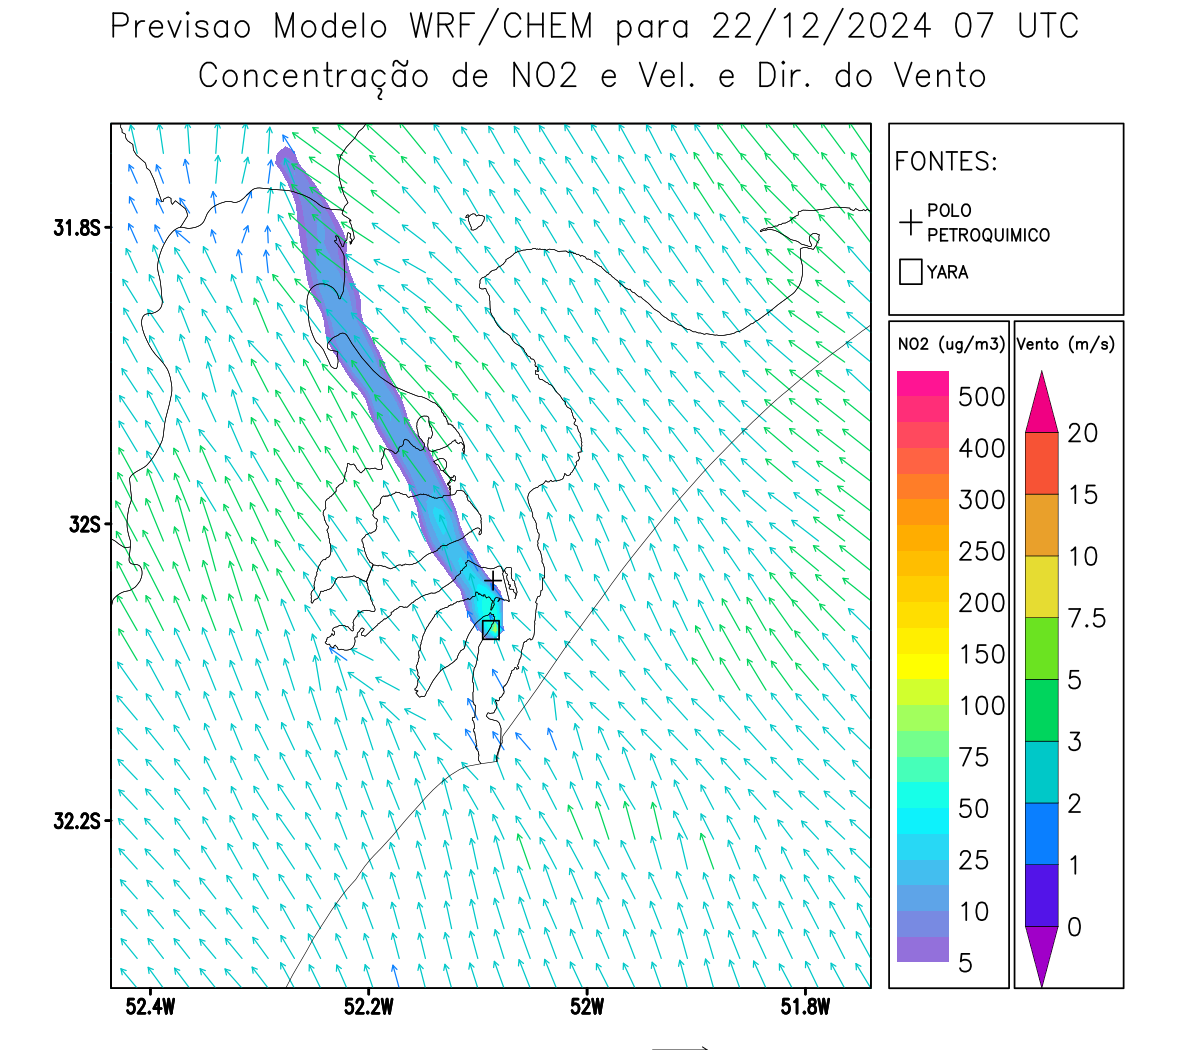 Previsao Modelo WRF/CHEM para 22/12/2024 07 UTC
Concentração de NO2 e Vel. e Dir. do Vento
FONTES:
POLO
PETROQUIMICO
YARA
NO2 (ug/m3)
500
400
300
250
200
150
100
75
50
25
10
5
Vento (m/s)
20
15
10
7.5
5
3
2
1
0
31.8S
32S
32.2S
52.4W
52.2W
52W
51.8W